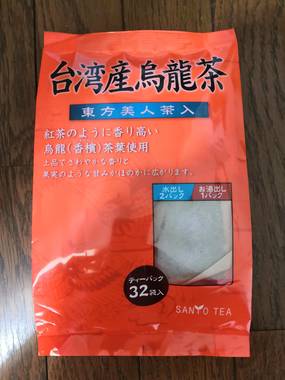 台湾産烏龍茶
東方美人茶入
紅茶のように香り高い
烏龍(香檳)茶葉使用
上品でさわやかな香りと
果実のような甘みがほのかに広がります。
水出し
2パック
お湯出し
1パック
ティーパック
32袋入
SANYO TEA